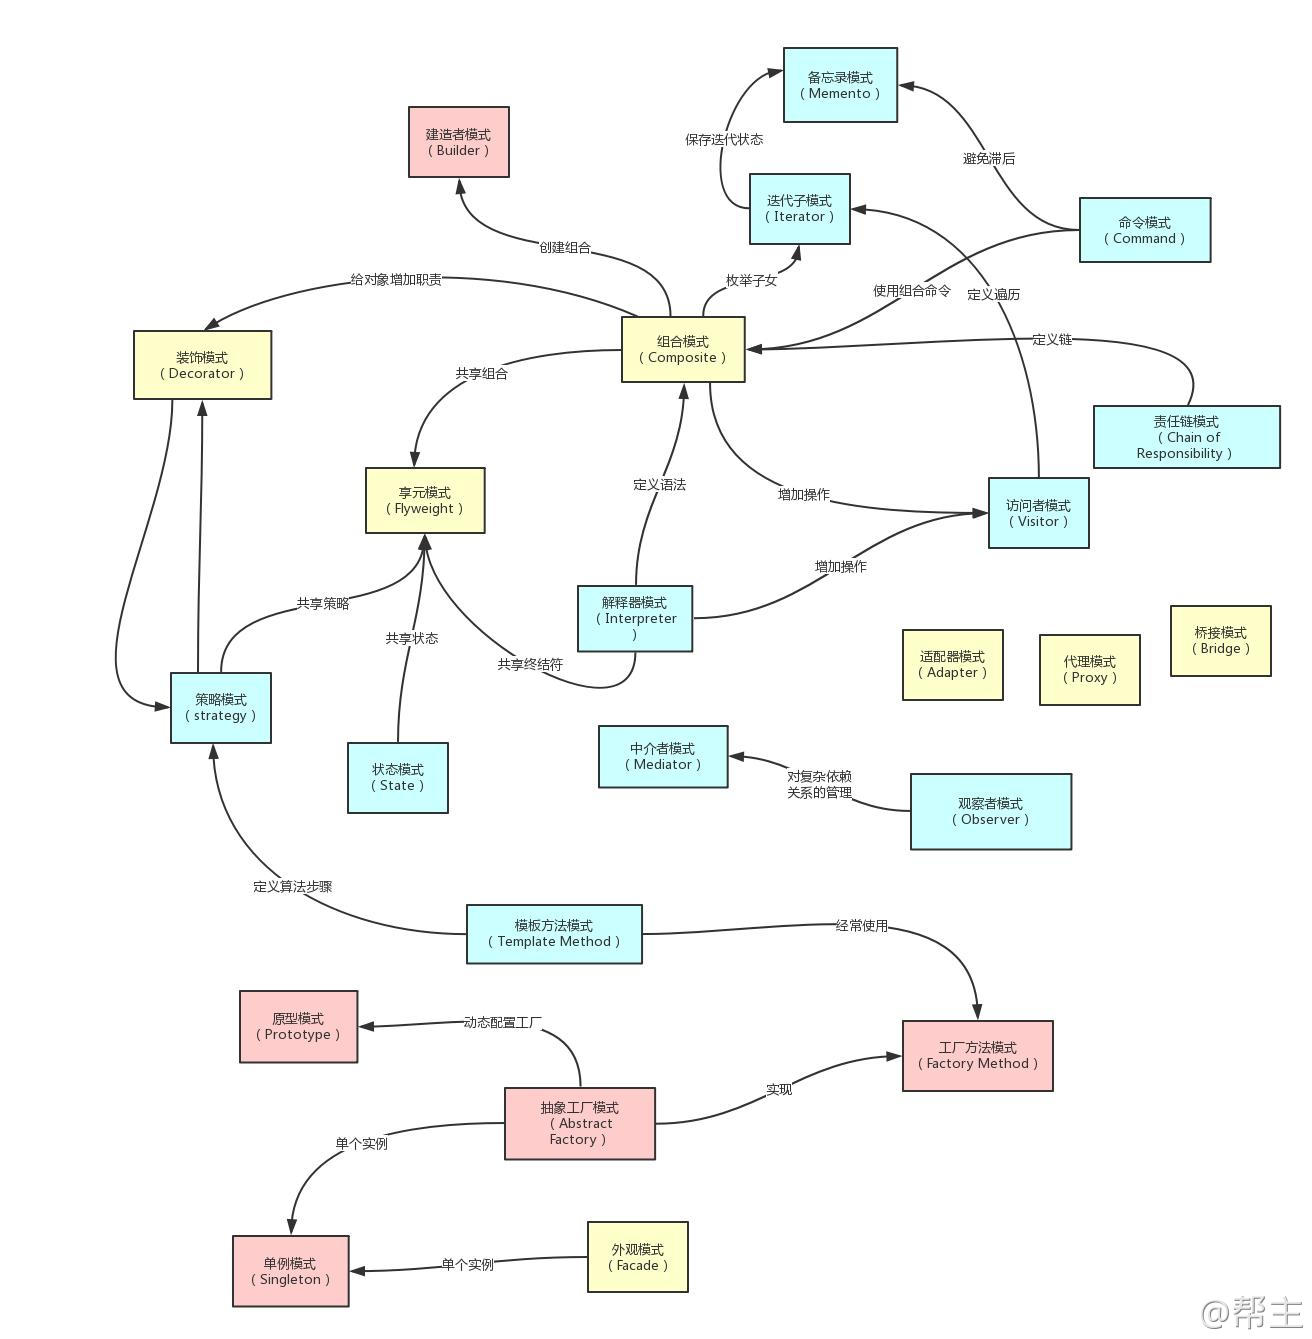 备忘录模式
（Memento）
建造者模式
（Builder）
保存迭代状态
避免滞后
迭代子模式
（Iterator）
命令模式
（Command）
创建组合
给对象增加职责
枚举子女
使用组合命令
定义遍历
装饰模式
（Decorator）
组合模式
（Composite）
定义链
共享组合
责任链模式
（Chain of
Responsibility）
享元模式
（Flyweight）
定义语法
增加操作
访问者模式
（Visitor）
增加操作
共享策略
解释器模式
（Interpreter
）
共享状态
共享终结符
适配器模式
（Adapter）
代理模式
（Proxy）
桥接模式
（Bridge）
策略模式
（strategy）
状态模式
（State）
中介者模式
（Mediator）
对复杂依赖
关系的管理
观察者模式
（Observer）
定义算法步骤
模板方法模式
（Template Method）
经常使用
原型模式
（Prototype）
动态配置工厂
工厂方法模式
（Factory Method）
抽象工厂模式
（Abstract
Factory）
实现
单个实例
单例模式
（Singleton）
单个实例
外观模式
（Facade）
@帮主